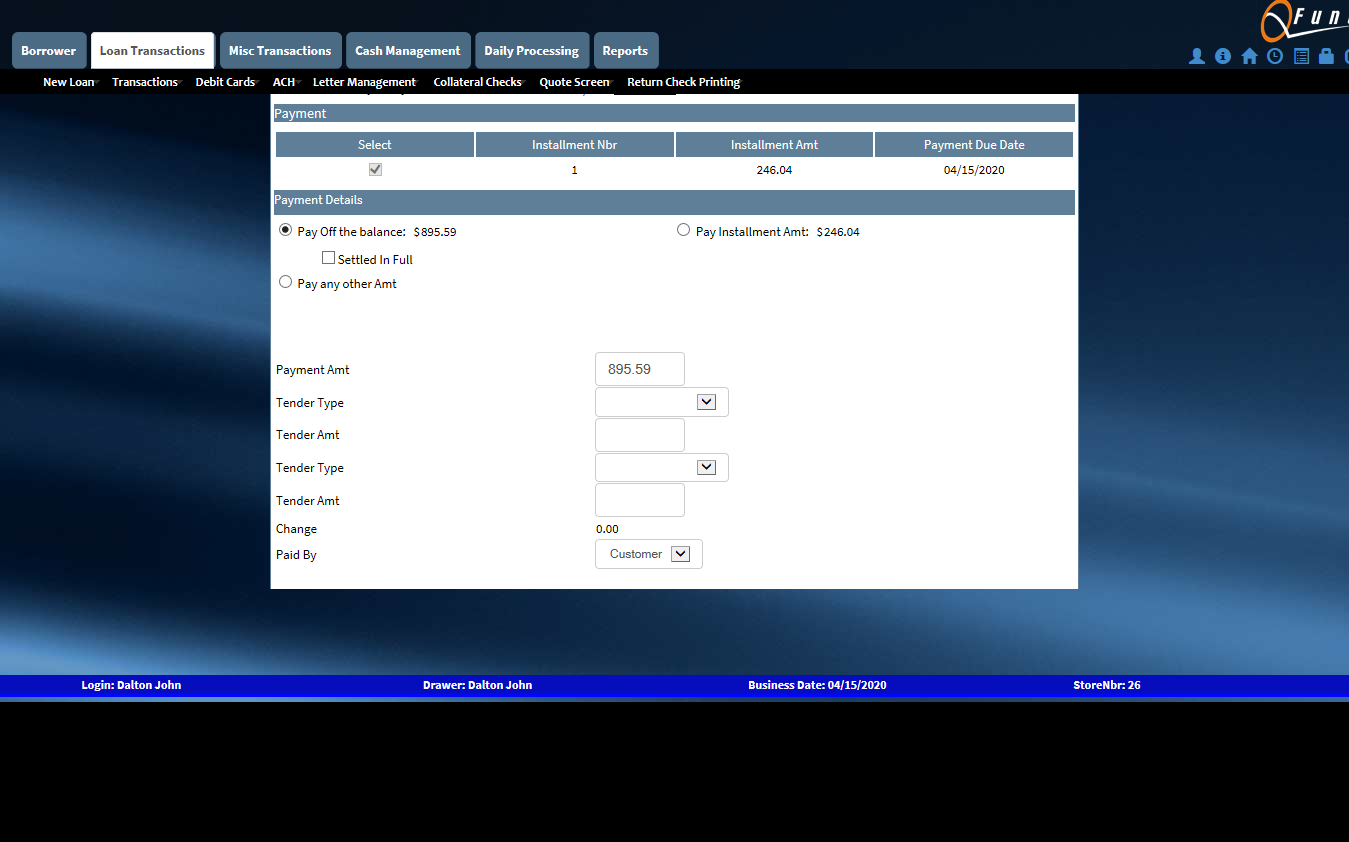 Fun
Borrower Loan Transactions Misc Transactions Cash Management Daily Processing Reports
New Loan Transactions Debit Cards ACH Letter Management Collateral Checks Quote Screen Return Check Printing
Payment
Select Installment Nbr Installment Amt Payment Due Date
1 246.04 04/15/2020
Payment Details
Pay Off the balance: $895.59 Pay Installment Amt: $246.04
Settled In Full
Pay any other Amt
Payment Amt 895.59
Tender Type
Tender Amt
Tender Type
Tender Amt
Change 0.00
Paid By Customer
Login: Dalton John Drawer: Dalton John Business Date: 04/15/2020 StoreNbr: 26